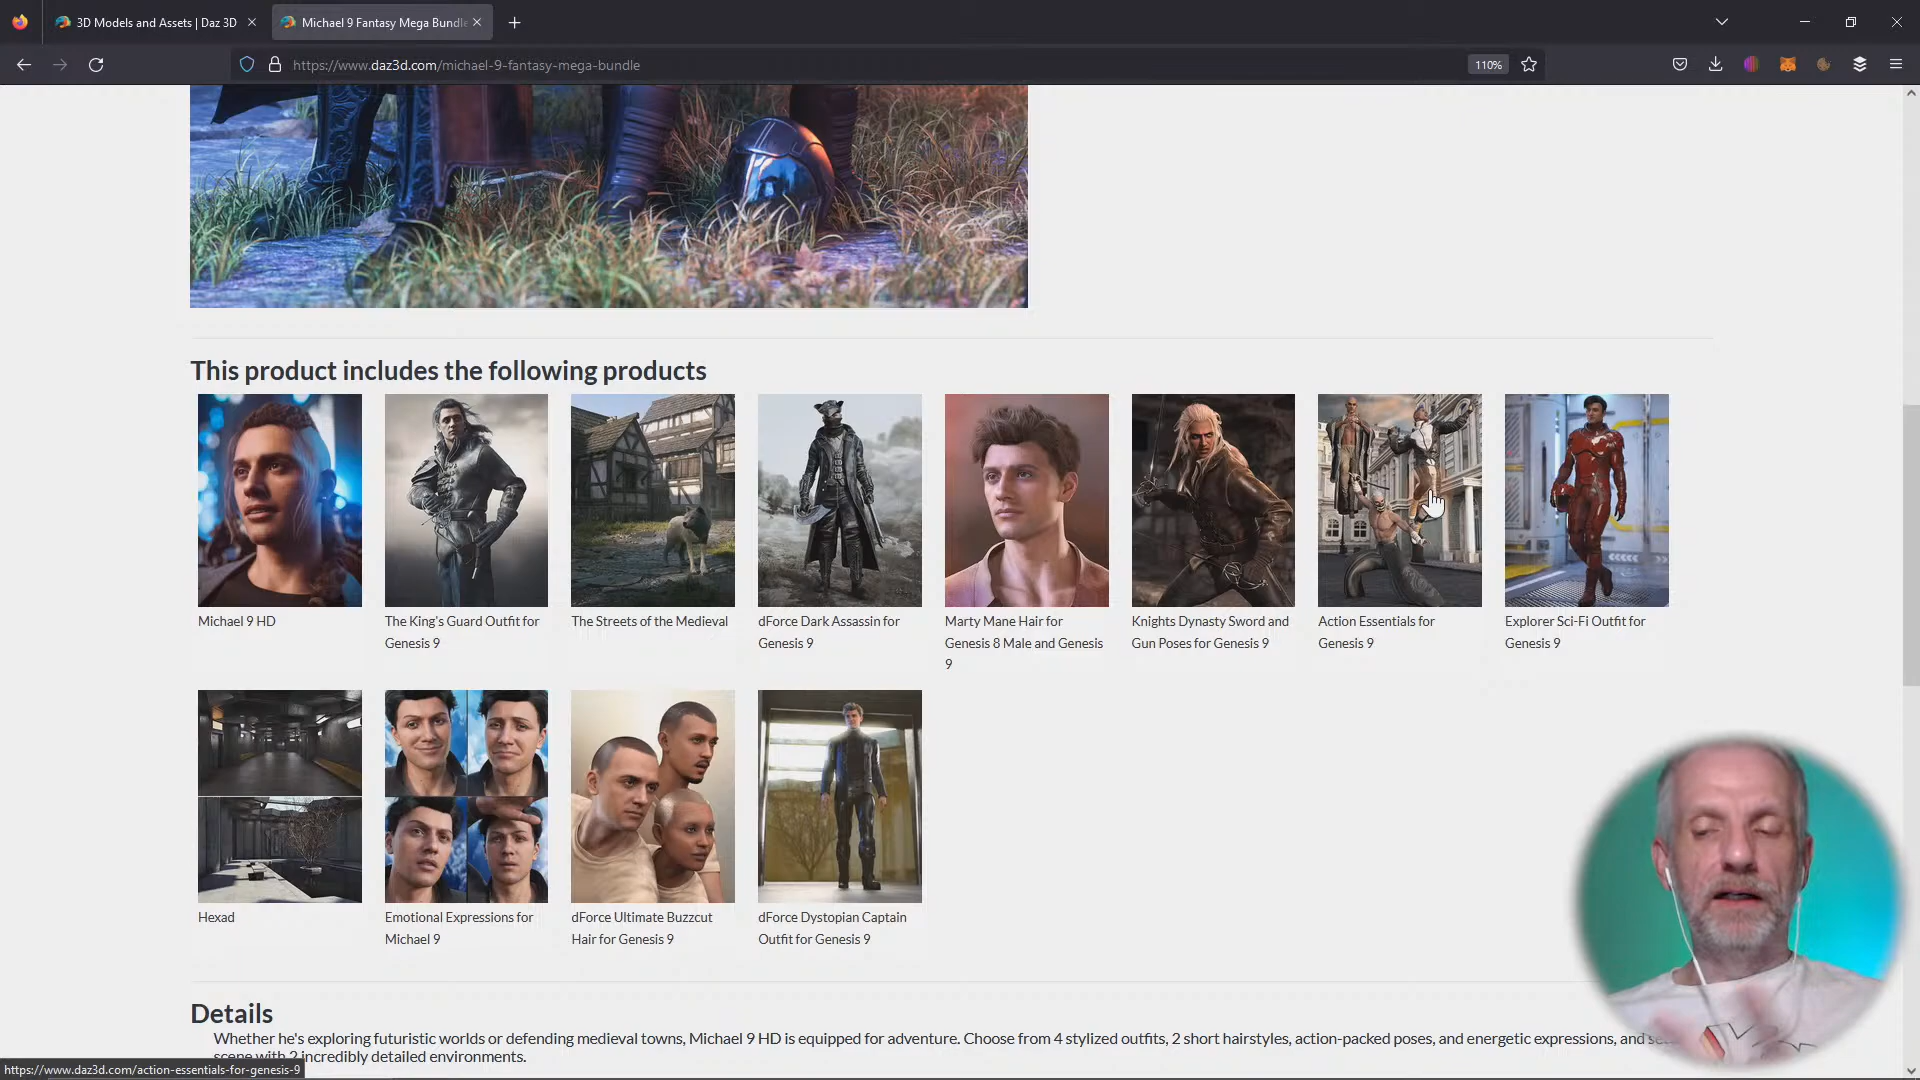 3D Models and Assets | Daz 3D
Michael 9 Fantasy Mega Bundle
https://www.daz3d.com/michael-9-fantasy-mega-bundle
110%
This product includes the following products
Michael 9 HD
The King's Guard Outfit for
Genesis 9
The Streets of the Medieval
dForce Dark Assassin for
Genesis 9
Marty Mane Hair for
Genesis 8 Male and Genesis
9
Knights Dynasty Sword and
Gun Poses for Genesis 9
Action Essentials for
Genesis 9
Explorer Sci-Fi Outfit for
Genesis 9
Hexad
Emotional Expressions for
Michael 9
dForce Ultimate Buzzcut
Hair for Genesis 9
dForce Dystopian Captain
Outfit for Genesis 9
Details
Whether he's exploring futuristic worlds or defending medieval towns, Michael 9 HD is equipped for adventure. Choose from 4 stylized outfits, 2 short hairstyles, action-packed poses, and energetic expressions, and
scene with 2 incredibly detailed environments.
https://www.daz3d.com/action-essentials-for-genesis-9